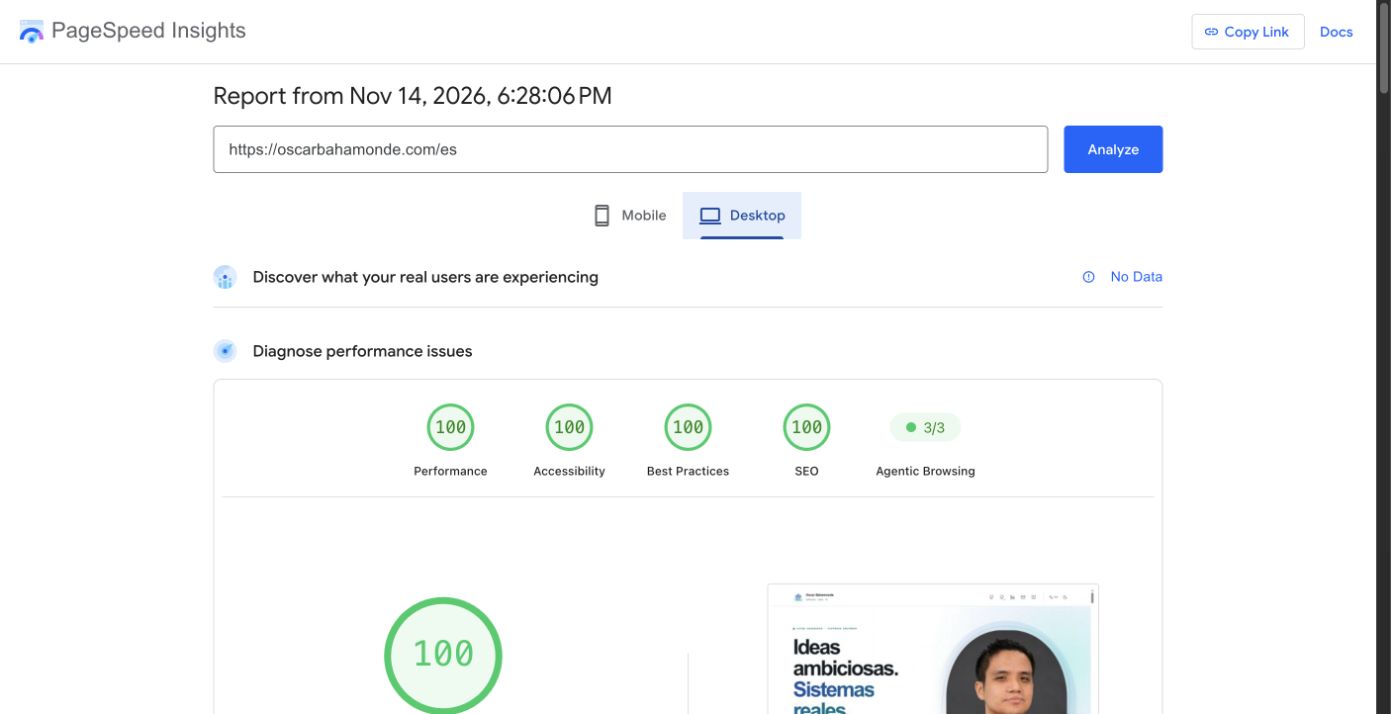 PageSpeed Insights
Copy Link
Docs
Report from Nov 14, 2026, 6:28:06 PM
https://oscarbahamonde.com/es
Analyze
Mobile
Desktop
Discover what your real users are experiencing
No Data
Diagnose performance issues
100
100
100
100
3/3
Performance
Accessibility
Best Practices
SEO
Agentic Browsing
100
Ideas
ambiciosas.
Sistemas
reales